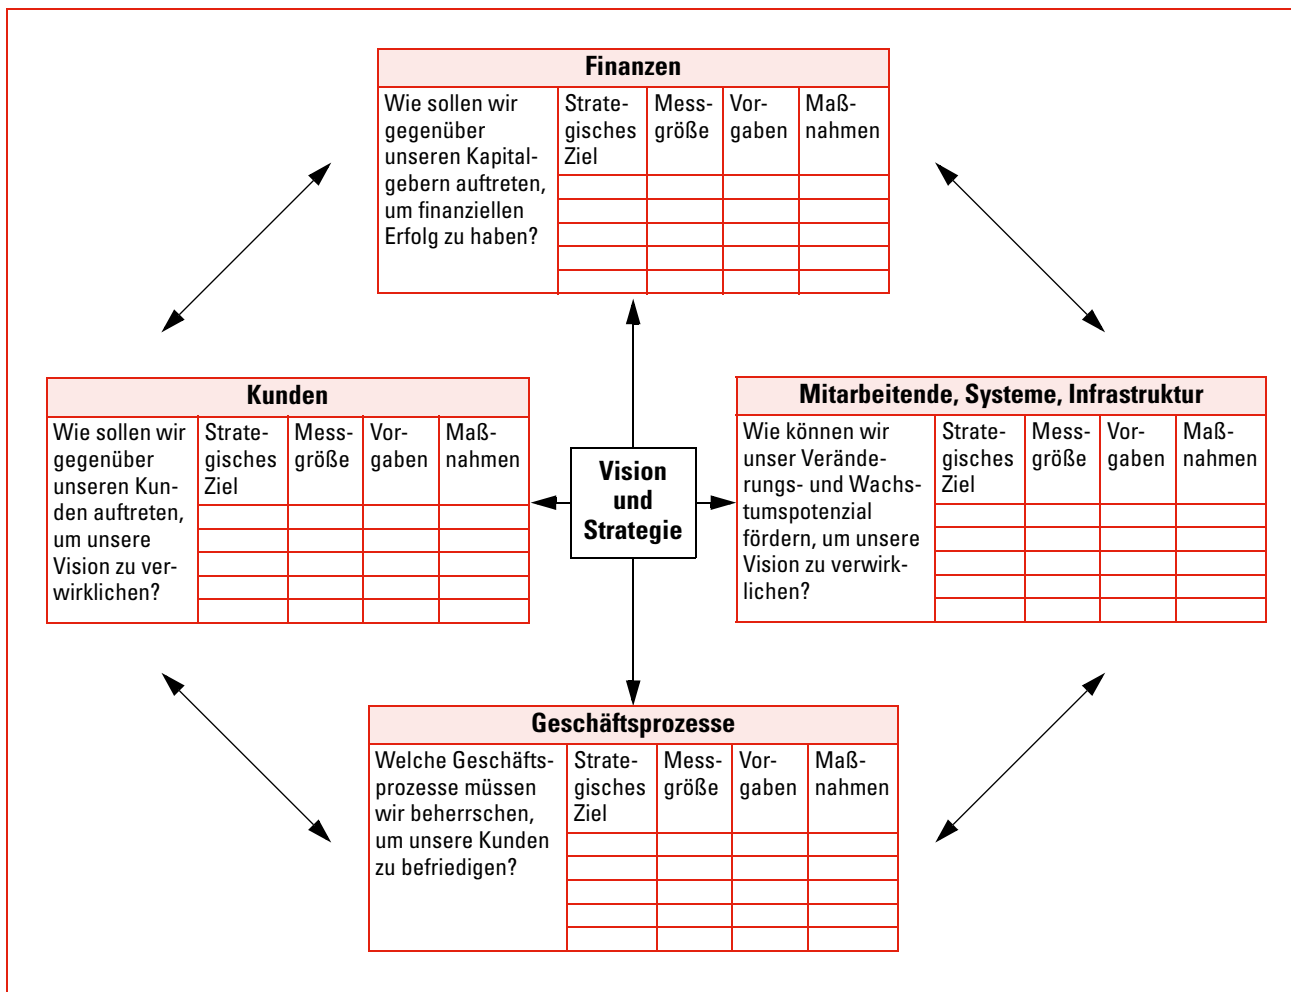 Finanzen
Wie sollen wir
gegenüber
unseren Kapital-
gebern auftreten,
um finanziellen
Erfolg zu haben?
Strate-
gisches
Ziel
Mess-
größe
Vor-
gaben
Maß-
nahmen
Kunden
Wie sollen wir
gegenüber
unseren Kun-
den auftreten,
um unsere
Vision zu ver-
wirklichen?
Strate-
gisches
Ziel
Mess-
größe
Vor-
gaben
Maß-
nahmen
Vision
und
Strategie
Mitarbeitende, Systeme, Infrastruktur
Wie können wir
unser Verände-
rungs- und Wachs-
tumspotenzial
fördern, um unsere
Vision zu verwirk-
lichen?
Strate-
gisches
Ziel
Mess-
größe
Vor-
gaben
Maß-
nahmen
Geschäftsprozesse
Welche Geschäfts-
prozesse müssen
wir beherrschen,
um unsere Kunden
zu befriedigen?
Strate-
gisches
Ziel
Mess-
größe
Vor-
gaben
Maß-
nahmen